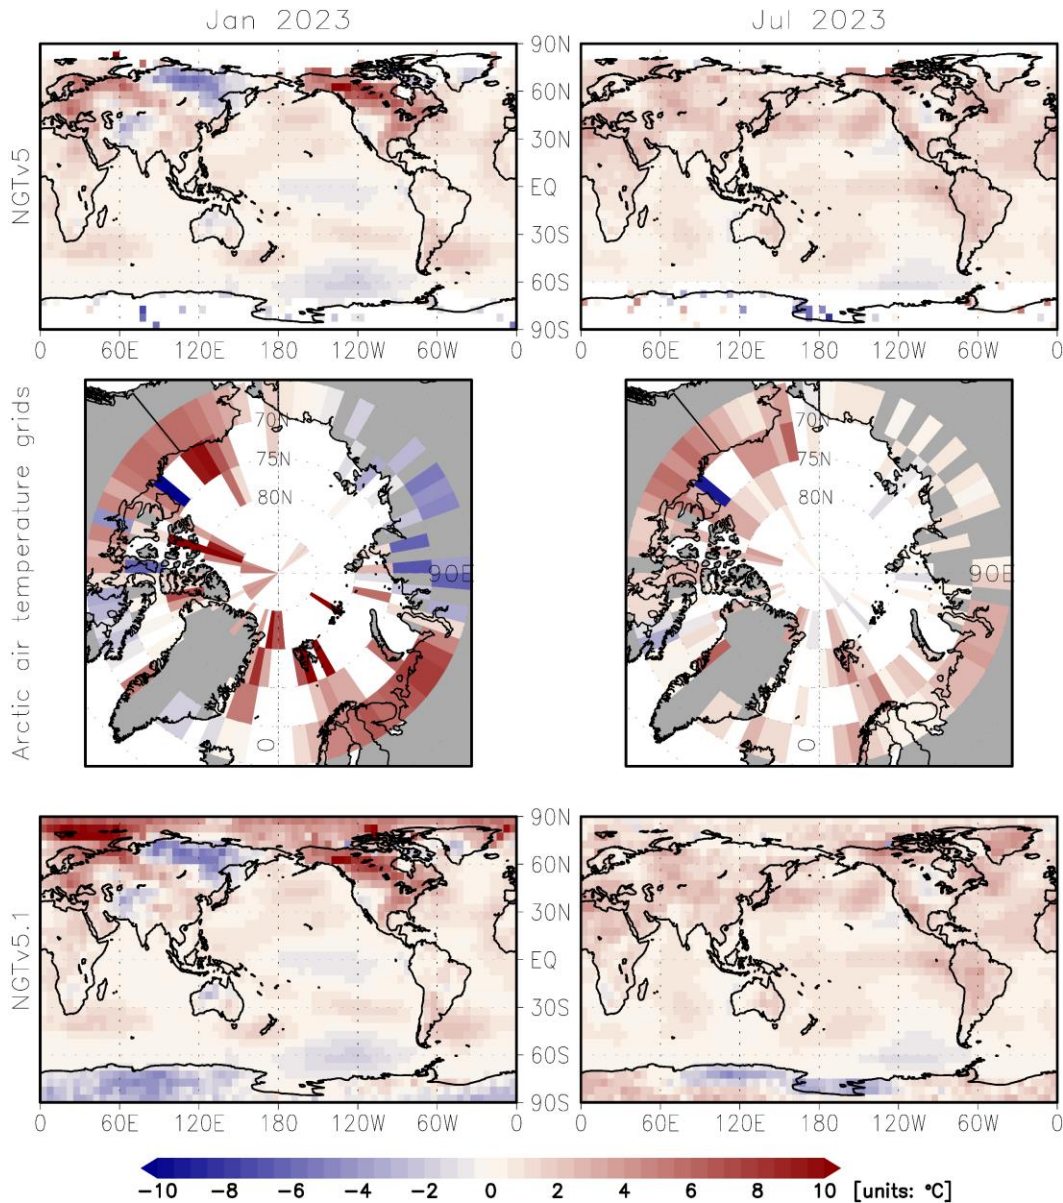 Jan 2023
Jul 2023
NGTv5
90N
60N
30N
EQ
30S
60S
90S
0 60E 120E 180 120W 60W 0
0 60E 120E 180 120W 60W 0
Arctic air temperature grids
70N
75N
80N
90E
0
70N
75N
80N
90E
0
NGTv5.1
90N
60N
30N
EQ
30S
60S
90S
0 60E 120E 180 120W 60W 0
0 60E 120E 180 120W 60W 0
-10 -8 -6 -4 -2 0 2 4 6 8 10 [units: °C]